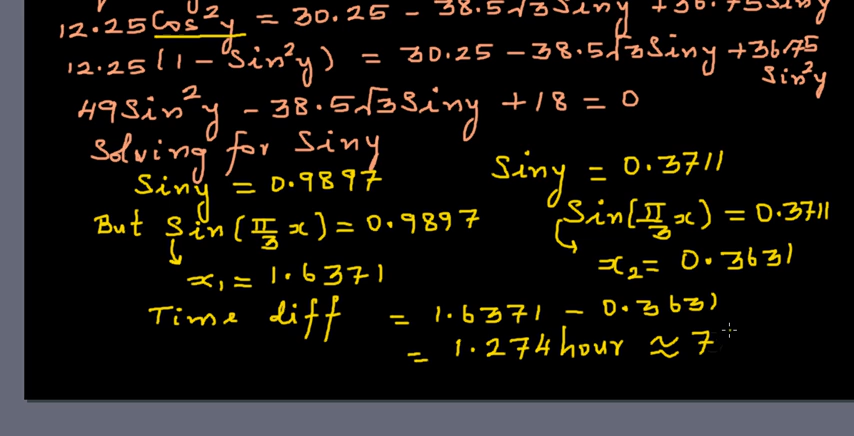 12.25 Cos²y = 30.25 - 38.5√3 Siny + 36.75 Sin²y
12.25 (1 - Sin²y) = 30.25 - 38.5√3 Siny + 36.75 Sin²y
49 Sin²y - 38.5√3 Siny + 18 = 0
Solving for Siny
Siny = 0.9897
Siny = 0.3711
But Sin(π/3 x) = 0.9897
Sin(π/3 x) = 0.3711
x₁ = 1.6371
x₂ = 0.3631
Time diff = 1.6371 - 0.3631
= 1.274 hour ≈ 7